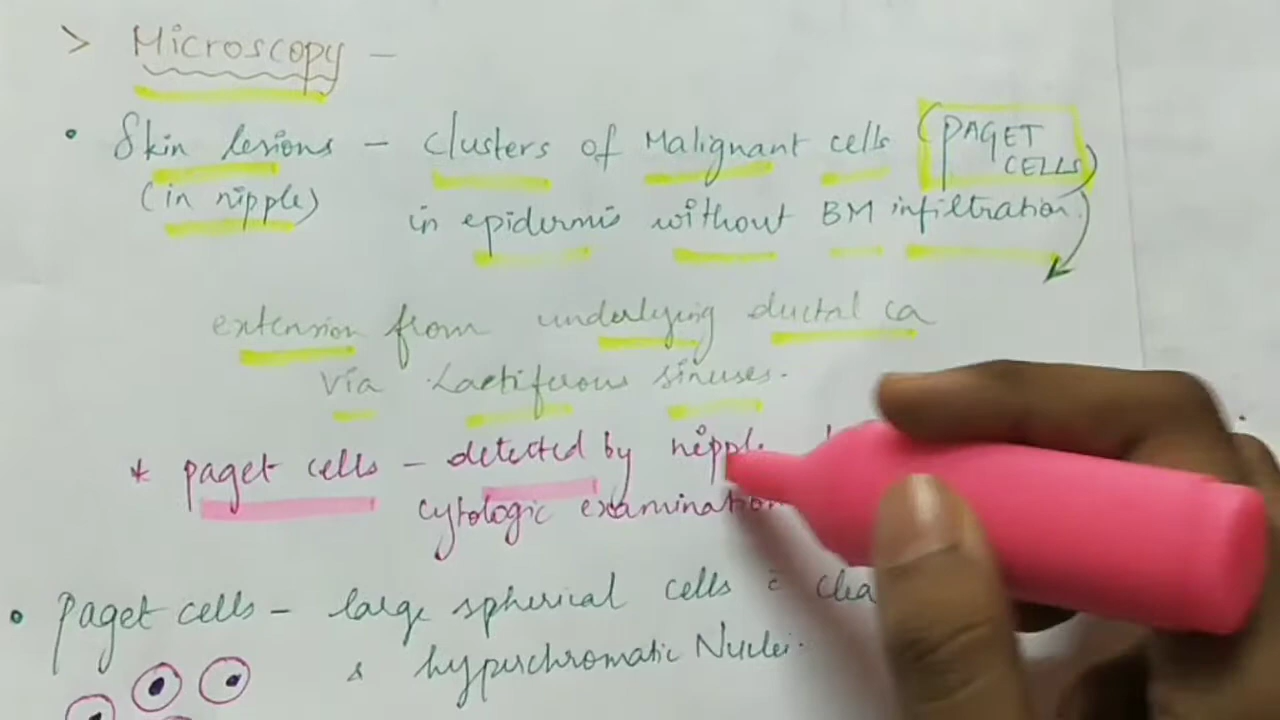 > Microscopy -
• Skin lesions - clusters of Malignant cells (PAGET CELLS)
(in nipple) in epidermis without BM infiltration.
extension from underlying ductal ca
via Lactiferous sinuses.
* paget cells - detected by
cytologic examination
• Paget cells - large spherical cells c̄
& hyperchromatic Nuclei.